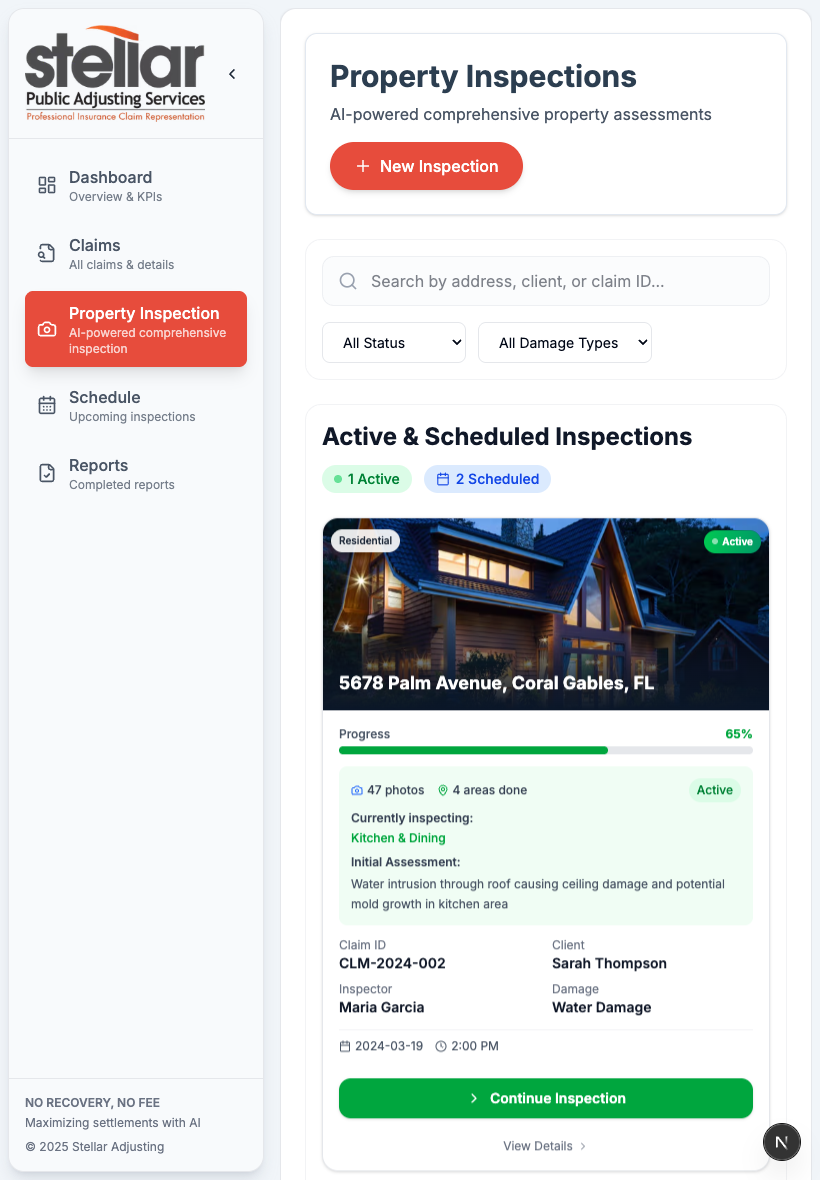 stellar
Public Adjusting Services
Professional Insurance Claim Representation
Dashboard
Overview & KPIs
Claims
All claims & details
Property Inspection
AI-powered comprehensive
inspection
Schedule
Upcoming inspections
Reports
Completed reports
NO RECOVERY, NO FEE
Maximizing settlements with AI
© 2025 Stellar Adjusting
Property Inspections
AI-powered comprehensive property assessments
New Inspection
Search by address, client, or claim ID...
All Status
All Damage Types
Active & Scheduled Inspections
1 Active
2 Scheduled
Residential
Active
5678 Palm Avenue, Coral Gables, FL
Progress
65%
47 photos
4 areas done
Active
Currently inspecting:
Kitchen & Dining
Initial Assessment:
Water intrusion through roof causing ceiling damage and potential
mold growth in kitchen area
Claim ID
Client
CLM-2024-002
Sarah Thompson
Inspector
Damage
Maria Garcia
Water Damage
2024-03-19
2:00 PM
Continue Inspection
View Details
N